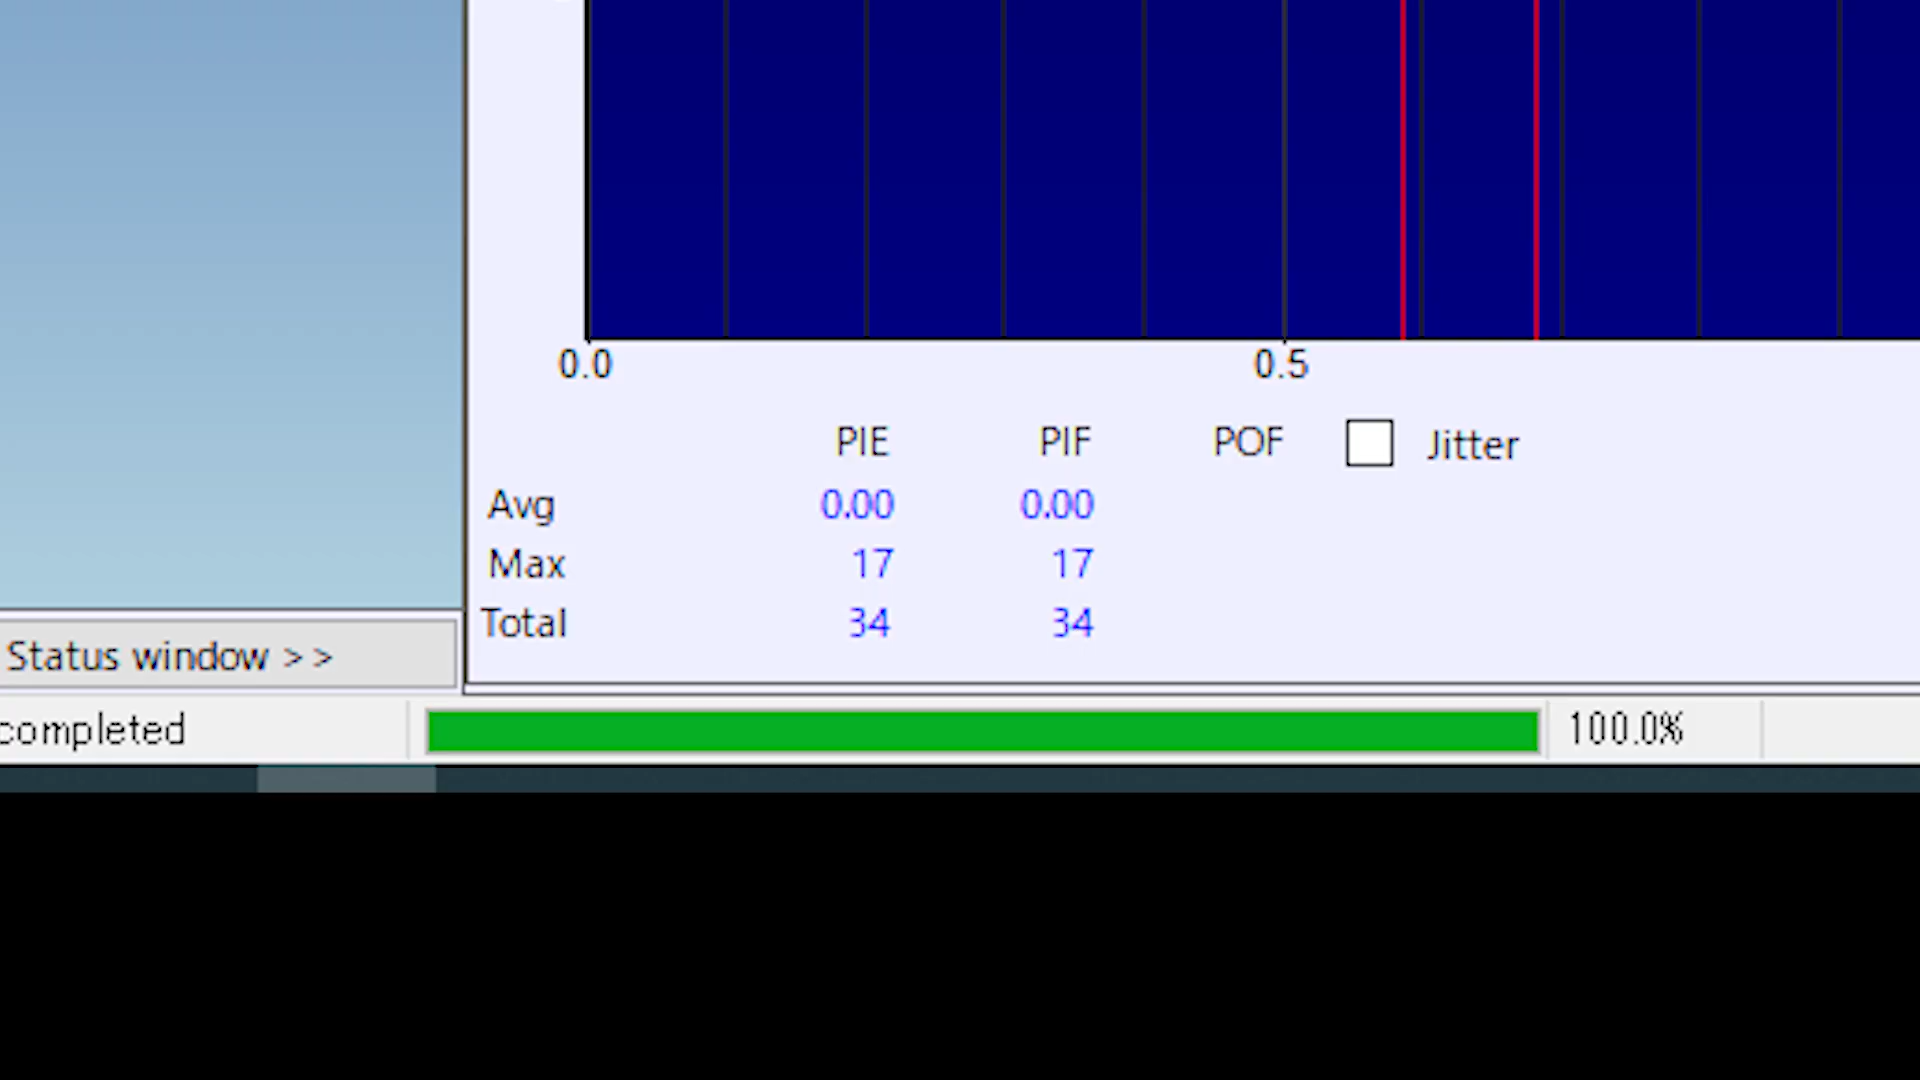 0.0 0.5
PIE PIF POF Jitter
Avg 0.00 0.00
Max 17 17
Total 34 34
Status window >>
completed 100.0%